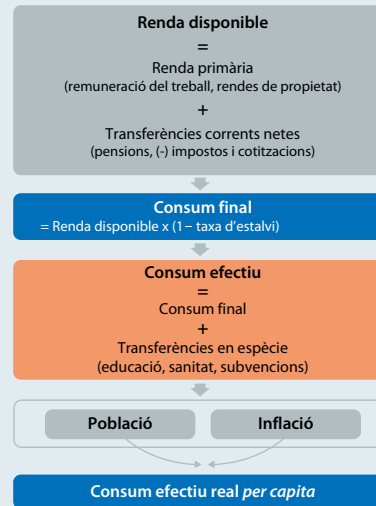 Renda disponible
=
Renda primària
(remuneració del treball, rendes de propietat)
+
Transferències corrents netes
(pensions, (-) impostos i cotitzacions)
Consum final
= Renda disponible x (1– taxa d'estalvi)
Consum efectiu
=
Consum final
+
Transferències en espècie
(educació, sanitat, subvencions)
Població
Inflació
Consum efectiu real per capita